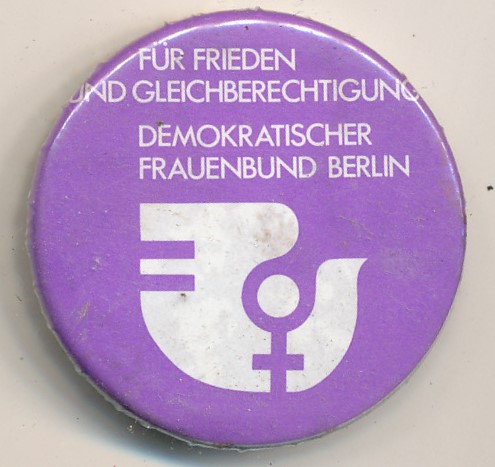 FÜR FRIEDEN
UND GLEICHBERECHTIGUNG
DEMOKRATISCHER
FRAUENBUND BERLIN